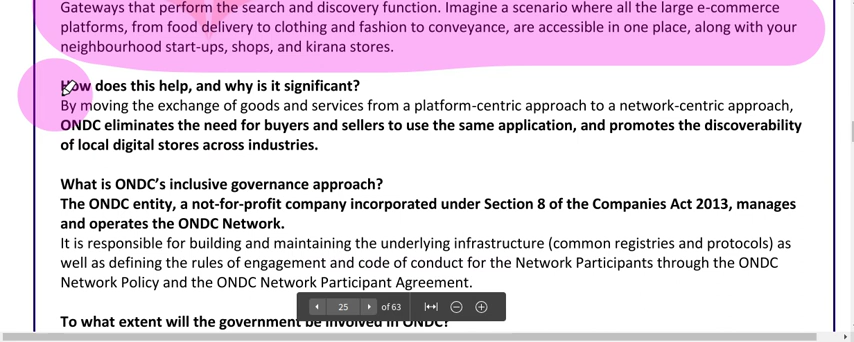 Gateways that perform the search and discovery function. Imagine a scenario where all the large e-commerce
platforms, from food delivery to clothing and fashion to conveyance, are accessible in one place, along with your
neighbourhood start-ups, shops, and kirana stores.
How does this help, and why is it significant?
By moving the exchange of goods and services from a platform-centric approach to a network-centric approach,
ONDC eliminates the need for buyers and sellers to use the same application, and promotes the discoverability
of local digital stores across industries.
What is ONDC’s inclusive governance approach?
The ONDC entity, a not-for-profit company incorporated under Section 8 of the Companies Act 2013, manages
and operates the ONDC Network.
It is responsible for building and maintaining the underlying infrastructure (common registries and protocols) as
well as defining the rules of engagement and code of conduct for the Network Participants through the ONDC
Network Policy and the ONDC Network Participant Agreement.
25 of 63
To what extent will the government be involved in ONDC?